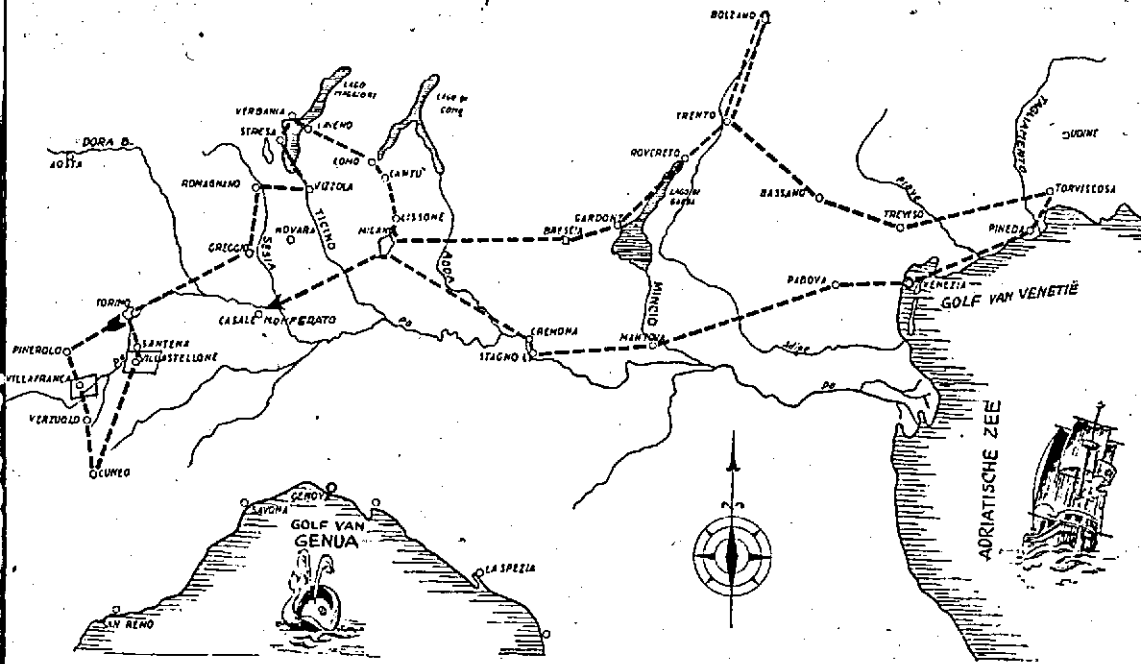 BOLZANO
LAGO
MAGGIORE
LAGO DI
COMO
VERBANIA
LAVENO
STRESA
TRENTO
TAGLIAMENTO
UDINE
DORA B.
AOSTA
COMO
ROVERETO
CANTU'
ROMAGNANO
VIZZOLA
LAGO DI
GARDA
PIAVE
TORVISCOSA
BASSANO
LISSONE
GARDONE
TREVISO
PINEDA
NOVARA
MILANO
BRESCIA
TICINO
SESIA
GREGGIO
ADDA
MINCIO
PADOVA
VENEZIA
GOLF VAN VENETIË
TORINO
CASALE MONFERATO
PO
CREMONA
PINEROLO
SANTENA
MANTOVA
STAGNO L.
ADIGE
PO
VILLASTELLONE
VILLAFRANCA
PO
VERZUOLO
CUNEO
ADRIATISCHE ZEE
GENOVA
SAVONA
GOLF VAN
GENUA
LA SPEZIA
SAN REMO